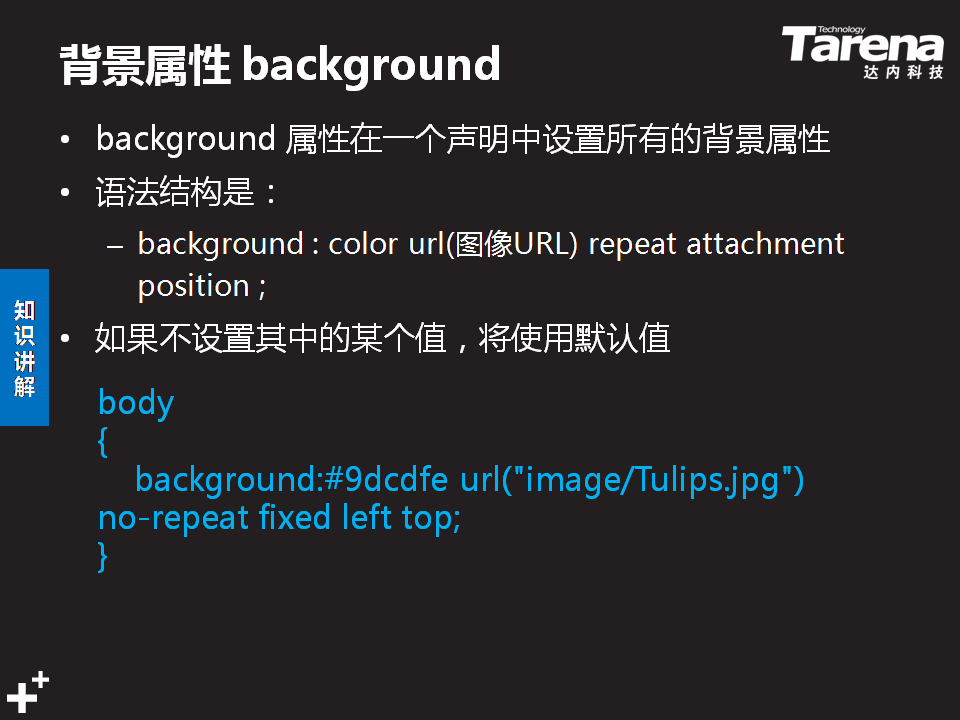 背景属性 background
Technology
Tarena
达内科技
• background 属性在一个声明中设置所有的背景属性
• 语法结构是：
– background : color url(图像URL) repeat attachment
position ;
知识讲解
• 如果不设置其中的某个值，将使用默认值
body
{
background:#9dcdfe url("image/Tulips.jpg")
no-repeat fixed left top;
}